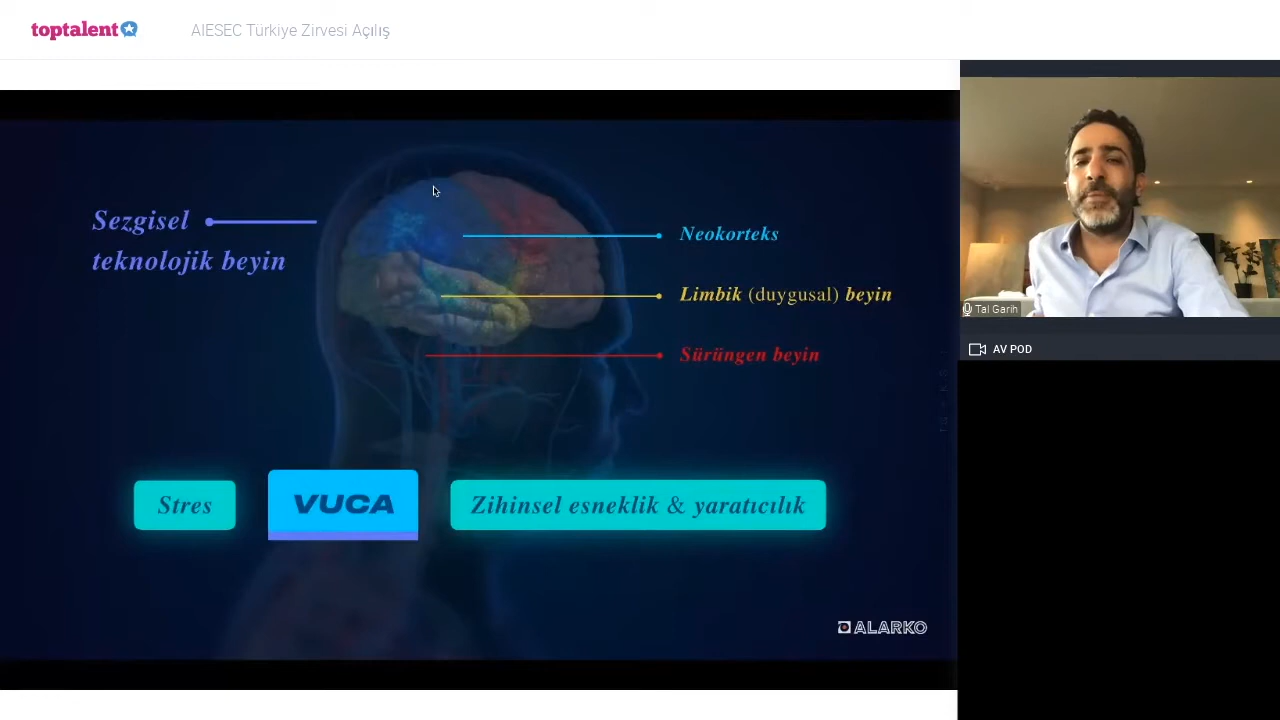 toptalent
AIESEC Türkiye Zirvesi Açılış
Sezgisel
teknolojik beyin
Neokorteks
Limbik (duygusal) beyin
Sürüngen beyin
Stres
VUCA
Zihinsel esneklik & yaratıcılık
ALARKO
Tal Garih
AV POD